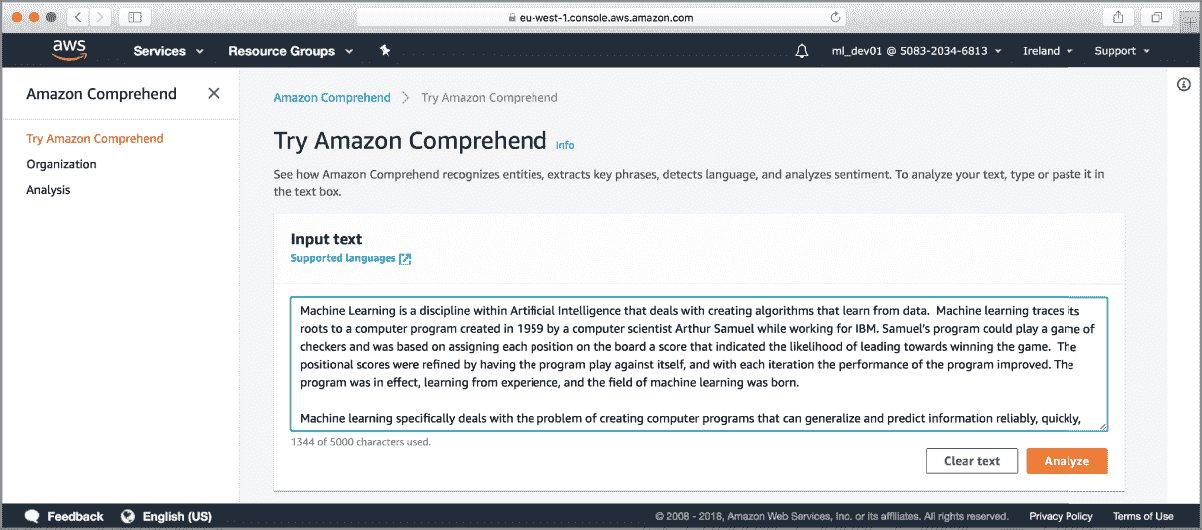 eu-west-1.console.aws.amazon.com
aws
Services
Resource Groups
ml_dev01 @ 5083-2034-6813
Ireland
Support
Amazon Comprehend
Try Amazon Comprehend
Organization
Analysis
Amazon Comprehend
Try Amazon Comprehend
Try Amazon Comprehend Info
See how Amazon Comprehend recognizes entities, extracts key phrases, detects language, and analyzes sentiment. To analyze your text, type or paste it in
the text box.
Input text
Supported languages
Machine Learning is a discipline within Artificial Intelligence that deals with creating algorithms that learn from data.  Machine learning traces its
roots to a computer program created in 1959 by a computer scientist Arthur Samuel while working for IBM. Samuel's program could play a game of
checkers and was based on assigning each position on the board a score that indicated the likelihood of leading towards winning the game.  The
positional scores were refined by having the program play against itself, and with each iteration the performance of the program improved. The
program was in effect, learning from experience, and the field of machine learning was born.
Machine learning specifically deals with the problem of creating computer programs that can generalize and predict information reliably, quickly,
1344 of 5000 characters used.
Clear text
Analyze
Feedback
English (US)
© 2008 - 2018, Amazon Web Services, Inc. or its affiliates. All rights reserved.
Privacy Policy
Terms of Use